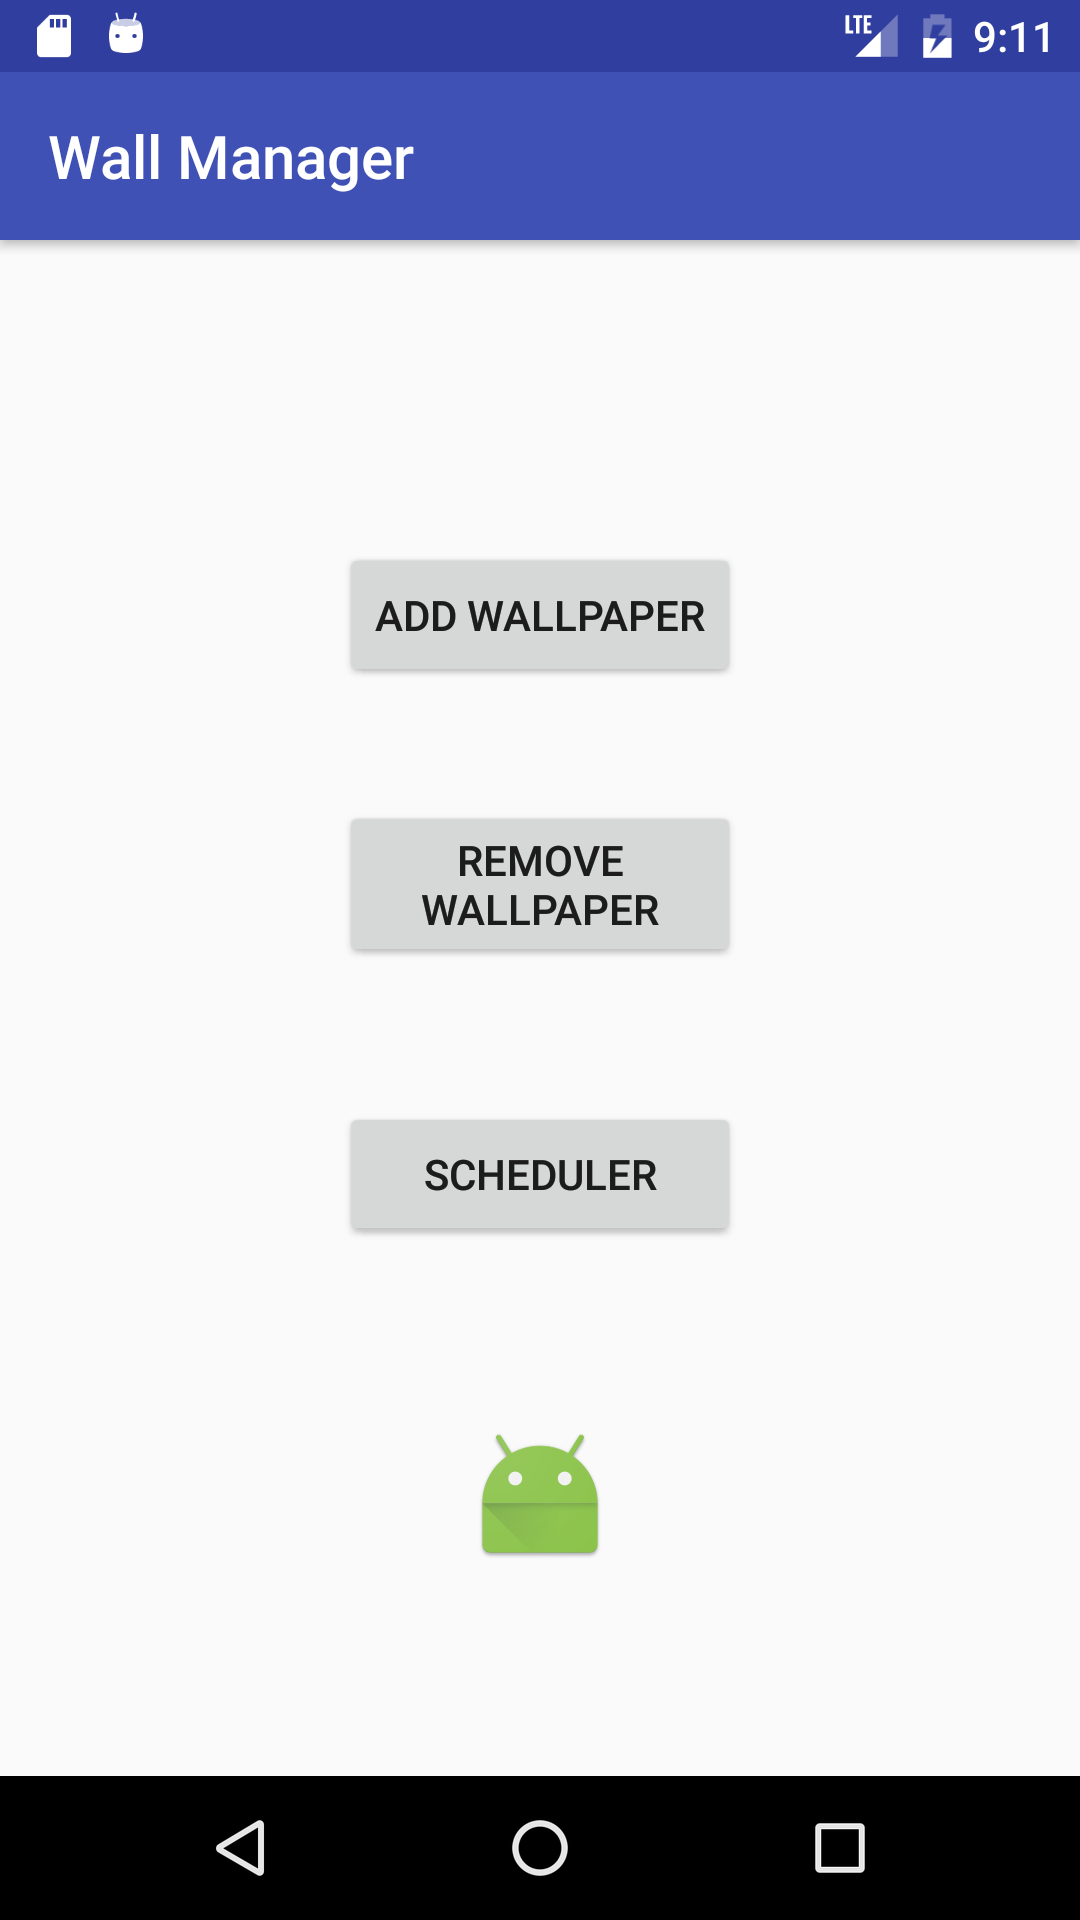 LTE 9:11
Wall Manager
ADD WALLPAPER
REMOVE
WALLPAPER
SCHEDULER